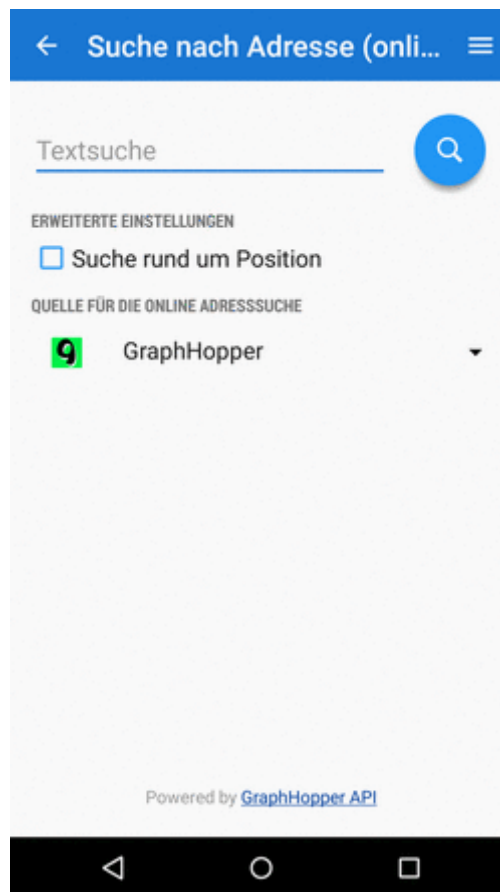 Suche nach Adresse (onli...
Textsuche
ERWEITERTE EINSTELLUNGEN
Suche rund um Position
QUELLE FÜR DIE ONLINE ADRESSSUCHE
GraphHopper
Powered by GraphHopper API